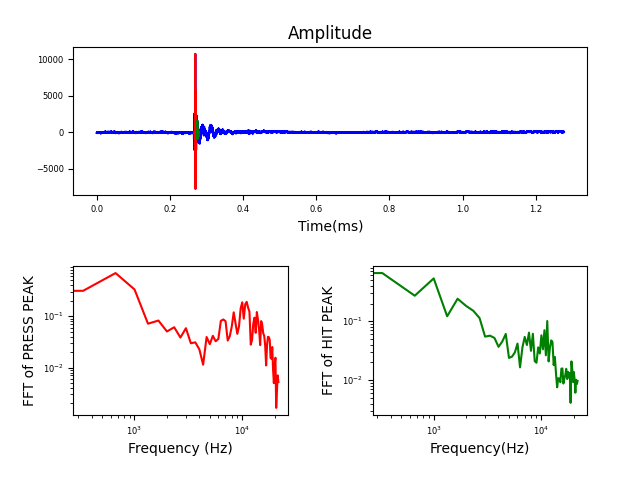 Amplitude
10000
5000
0
−5000
0.0 0.2 0.4 0.6 0.8 1.0 1.2
Time(ms)
FFT of PRESS PEAK
10⁻¹
10⁻²
10³ 10⁴
Frequency (Hz)
FFT of HIT PEAK
10⁻¹
10⁻²
10³ 10⁴
Frequency(Hz)